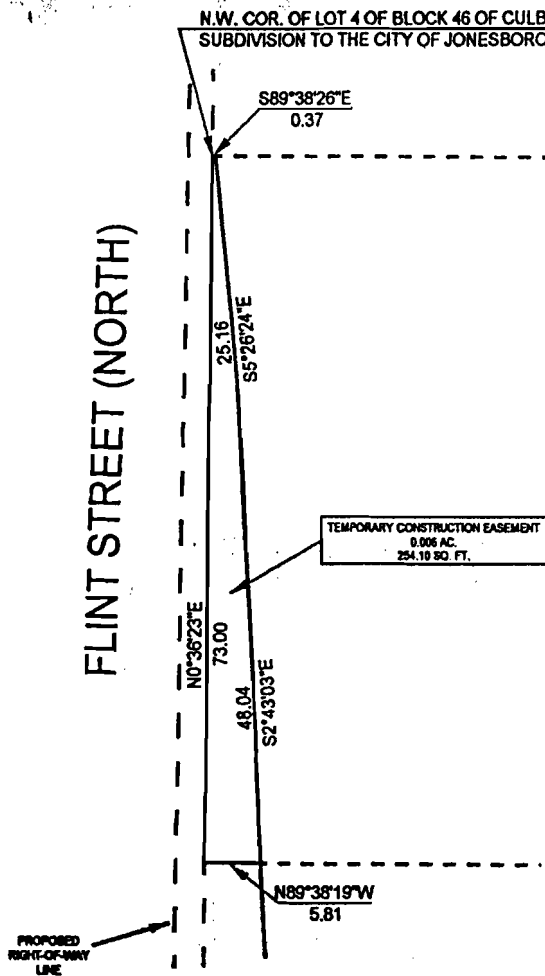 N.W. COR. OF LOT 4 OF BLOCK 46 OF CULB
SUBDIVISION TO THE CITY OF JONESBORO
S89°38'26"E
0.37
25.16
S5°26'24"E
FLINT STREET (NORTH)
TEMPORARY CONSTRUCTION EASEMENT
0.006 AC.
254.10 SQ. FT.
N0°36'23"E
73.00
48.04
S2°43'03"E
N89°38'19"W
5.81
PROPOSED
RIGHT-OF-WAY
LINE